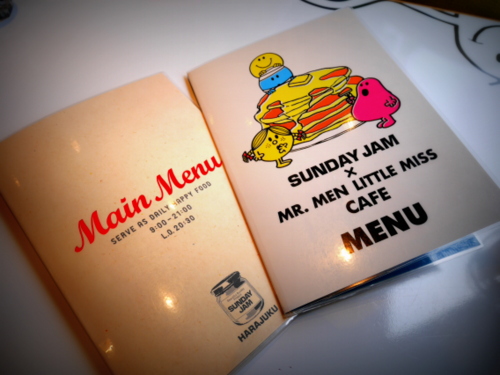 Main Menu
SERVE AS DAILY HAPPY FOOD
9:00~21:00
L.O.20:30
SUNDAY
JAM
HARAJUKU
SUNDAY JAM
×
MR. MEN LITTLE MISS
CAFE
MENU